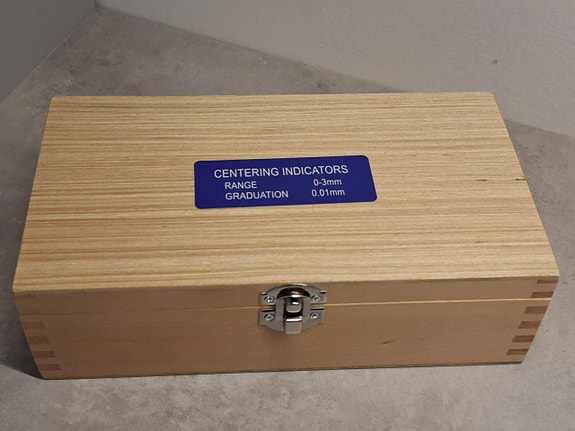 CENTERING INDICATORS
RANGE 0-3mm
GRADUATION 0.01mm